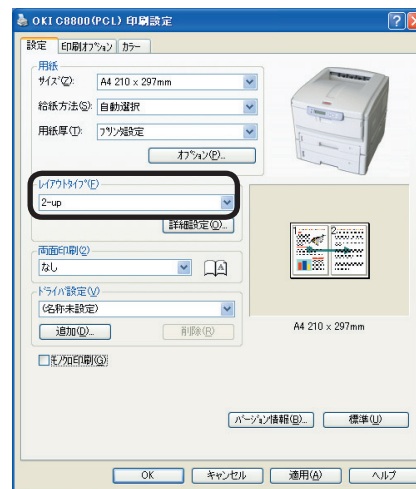 OKI C8800(PCL) 印刷設定
設定 印刷ｵﾌﾟｼｮﾝ ｶﾗｰ
用紙
ｻｲｽﾞ(Z): A4 210 x 297mm
給紙方法(S): 自動選択
用紙厚(T): ﾌﾟﾘﾝﾀ設定
ｵﾌﾟｼｮﾝ(P)...
ﾚｲｱｳﾄﾀｲﾌﾟ(E)
2-up
詳細設定(O)...
両面印刷(2)
なし
A
ﾄﾞﾗｲﾊﾞ設定(V)
(名称未設定)
追加(D)...
削除(R)
1 2
A4 210 x 297mm
ﾓﾉｸﾛ印刷(G)
ﾊﾞｰｼﾞｮﾝ情報(B)...
標準(U)
OK
ｷｬﾝｾﾙ
適用(A)
ﾍﾙﾌﾟ